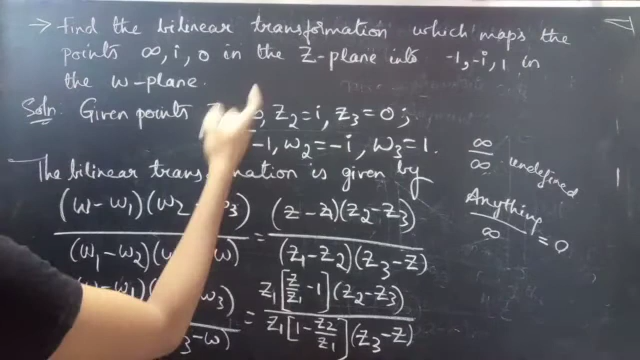 → Find the bilinear transformation which maps the
points ∞, i, 0 in the Z-plane into -1, -i, 1 in
the w-plane.
Soln: Given points Z₂ = i, Z₃ = 0;
-1, w₂ = -i, w₃ = 1.
The bilinear transformation is given by
(w - w₁)(w₂ - w₃) / (w₁ - w₂)(w₃ - w) = (z - z₁)(z₂ - z₃) / (z₁ - z₂)(z₃ - z)
= z₁[z/z₁ - 1](z₂ - z₃) / z₁[1 - z₂/z₁](z₃ - z)
∞/∞ undefined
Anything/∞ = 0